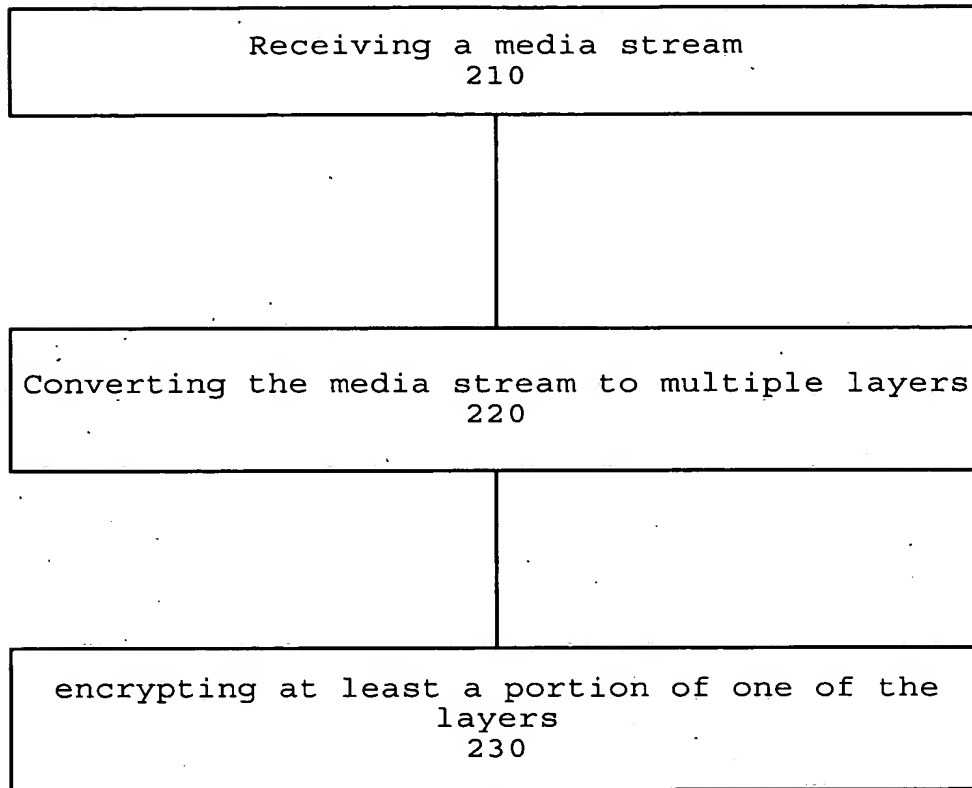 Receiving a media stream
210
Converting the media stream to multiple layers
220
encrypting at least a portion of one of the
layers
230